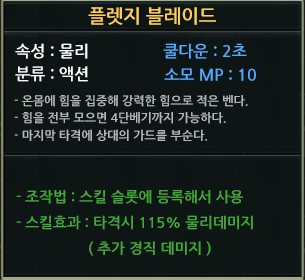 플렛지 블레이드
속성 : 물리 쿨다운 : 2초
분류 : 액션 소모 MP : 10
- 온몸에 힘을 집중해 강력한 힘으로 적은 벤다.
- 힘을 전부 모으면 4단베기까지 가능하다.
- 마지막 타격에 상대의 가드를 부순다.
- 조작법 : 스킬 슬롯에 등록해서 사용
- 스킬효과 : 타격시 115% 물리데미지
( 추가 경직 데미지 )